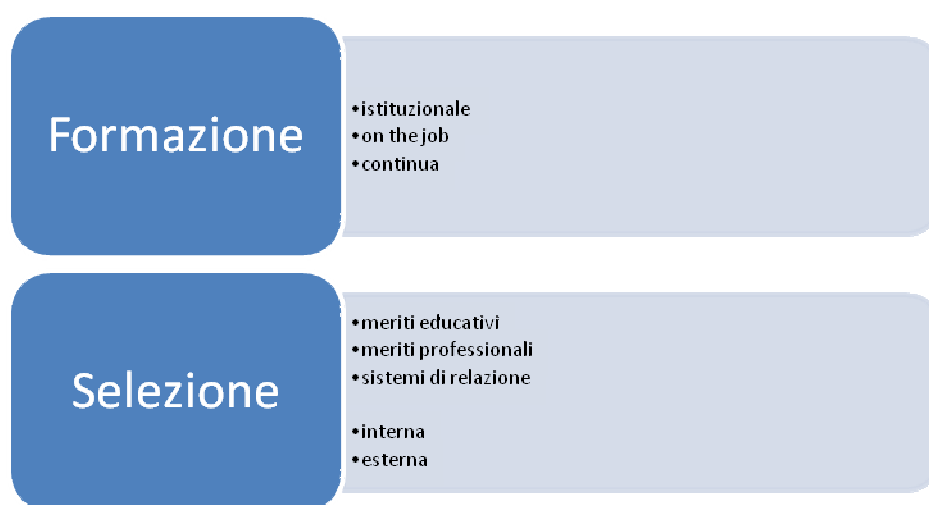 Formazione
•istituzionale
•on the job
•continua
Selezione
•meriti educativi
•meriti professionali
•sistemi di relazione
•interna
•esterna